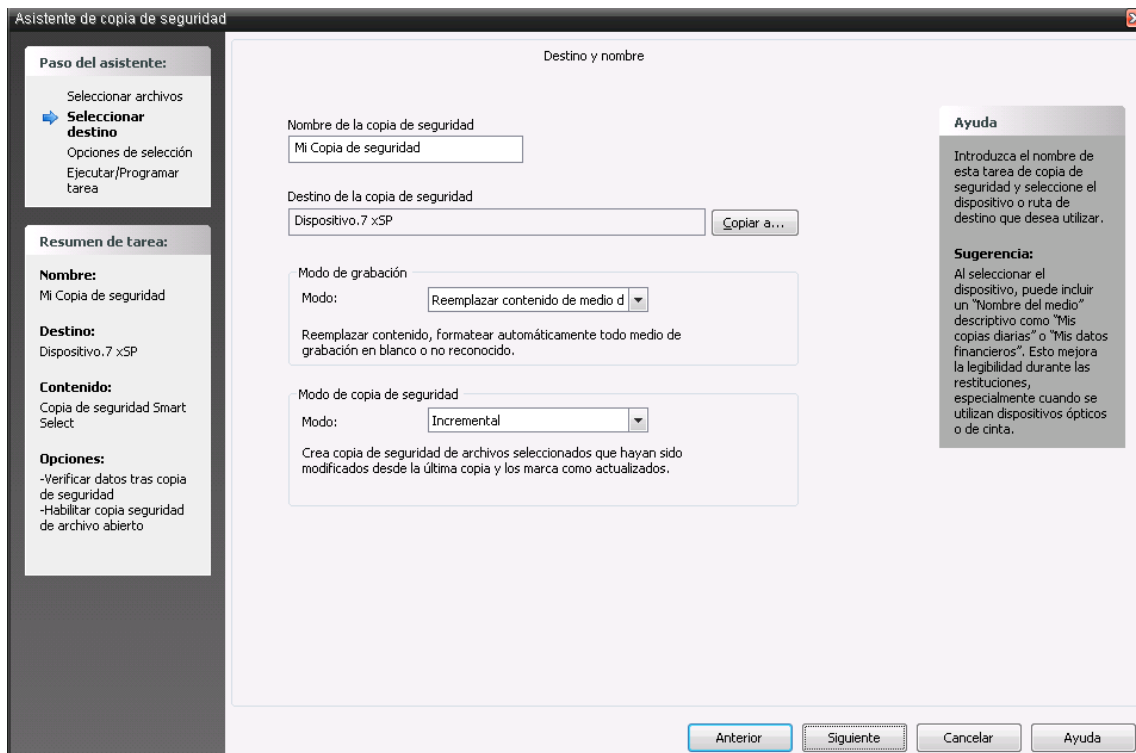 Asistente de copia de seguridad
Paso del asistente:
Seleccionar archivos
Seleccionar
destino
Opciones de selección
Ejecutar/Programar
tarea
Resumen de tarea:
Nombre:
Mi Copia de seguridad
Destino:
Dispositivo.7 xSP
Contenido:
Copia de seguridad Smart
Select
Opciones:
-Verificar datos tras copia
de seguridad
-Habilitar copia seguridad
de archivo abierto
Destino y nombre
Nombre de la copia de seguridad
Mi Copia de seguridad
Destino de la copia de seguridad
Dispositivo.7 xSP
Copiar a...
Modo de grabación
Modo:
Reemplazar contenido de medio d
Reemplazar contenido, formatear automáticamente todo medio de
grabación en blanco o no reconocido.
Modo de copia de seguridad
Modo:
Incremental
Crea copia de seguridad de archivos seleccionados que hayan sido
modificados desde la última copia y los marca como actualizados.
Ayuda
Introduzca el nombre de
esta tarea de copia de
seguridad y seleccione el
dispositivo o ruta de
destino que desea utilizar.
Sugerencia:
Al seleccionar el
dispositivo, puede incluir
un "Nombre del medio"
descriptivo como "Mis
copias diarias" o "Mis datos
financieros". Esto mejora
la legibilidad durante las
restituciones,
especialmente cuando se
utilizan dispositivos ópticos
o de cinta.
Anterior
Siguiente
Cancelar
Ayuda